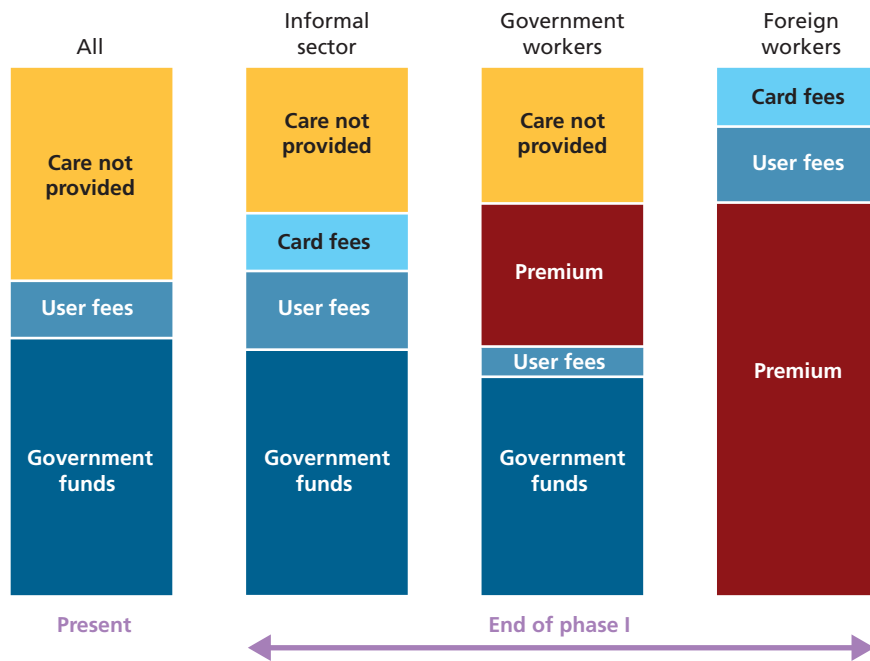 All
Informal
sector
Government
workers
Foreign
workers
Care not
provided
User fees
Government
funds
Care not
provided
Card fees
User fees
Government
funds
Care not
provided
Premium
User fees
Government
funds
Card fees
User fees
Premium
Present
End of phase I